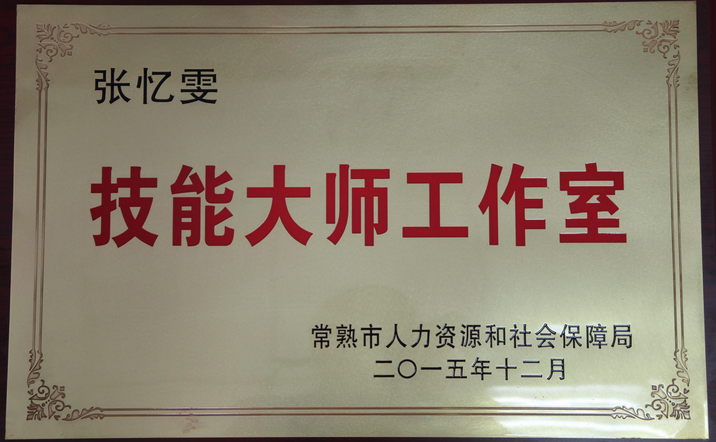 张忆雯
技能大师工作室
常熟市人力资源和社会保障局
二〇一五年十二月